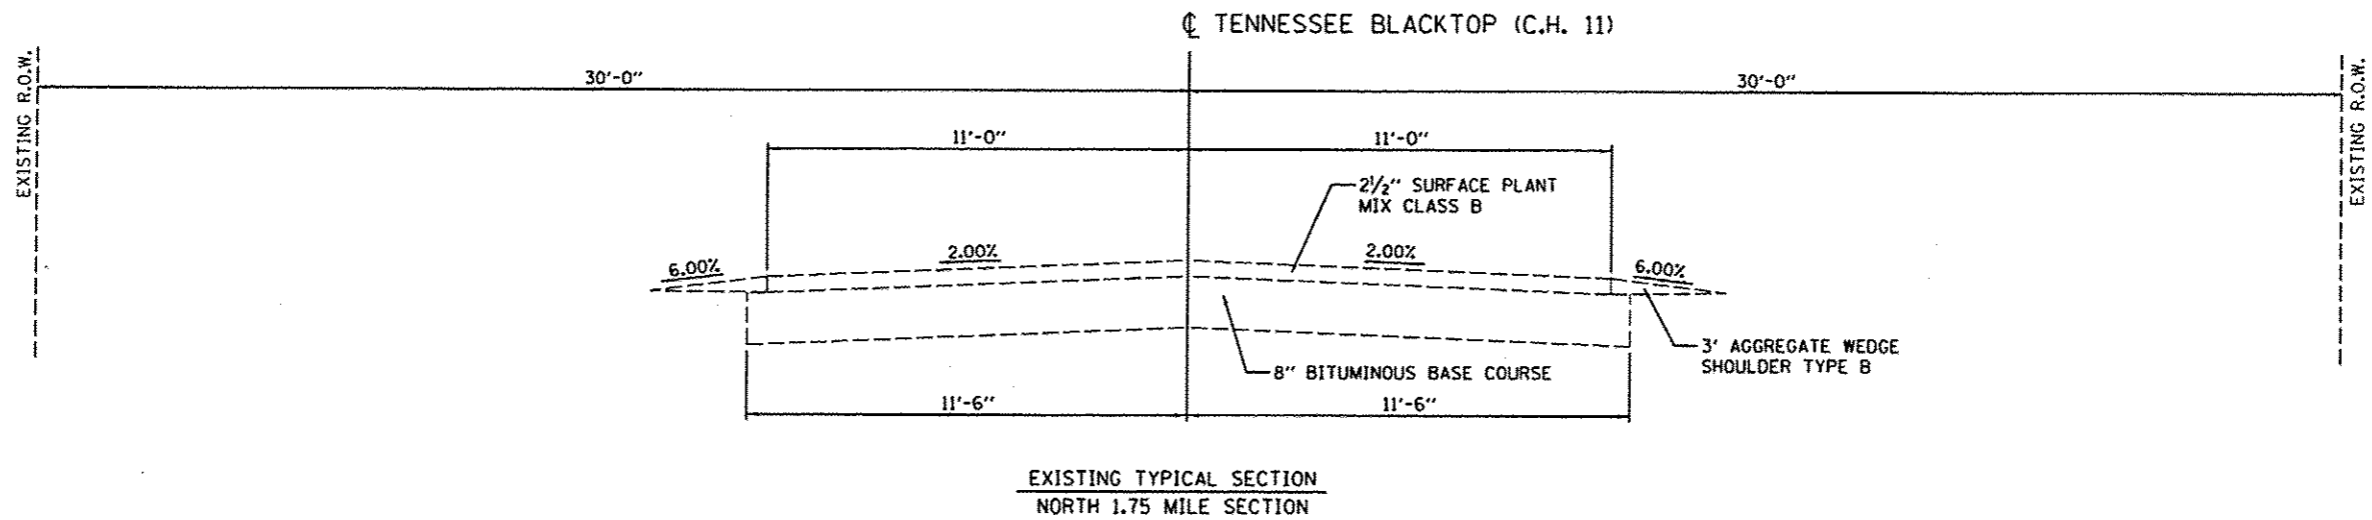 ℄ TENNESSEE BLACKTOP (C.H. 11)
EXISTING R.O.W.
30'-0"
30'-0"
EXISTING R.O.W.
11'-0"
11'-0"
2½" SURFACE PLANT
MIX CLASS B
6.00%
2.00%
2.00%
6.00%
3' AGGREGATE WEDGE
SHOULDER TYPE B
8" BITUMINOUS BASE COURSE
11'-6"
11'-6"
EXISTING TYPICAL SECTION
NORTH 1.75 MILE SECTION